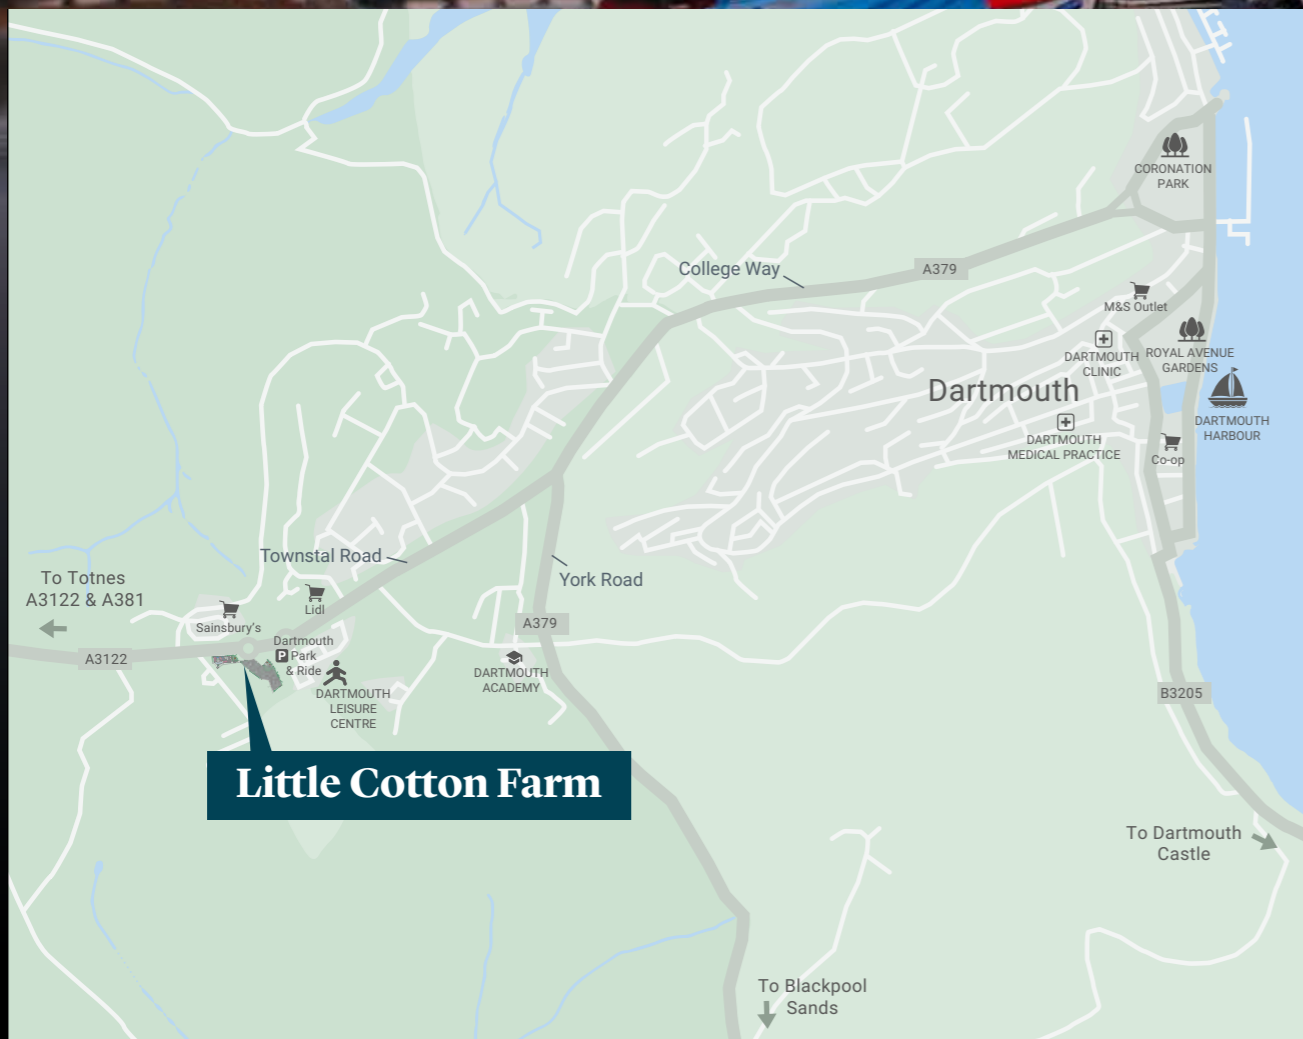 CORONATION
PARK
College Way
A379
M&S Outlet
DARTMOUTH
CLINIC
ROYAL AVENUE
GARDENS
Dartmouth
DARTMOUTH
HARBOUR
DARTMOUTH
MEDICAL PRACTICE
Co-op
Townstal Road
York Road
To Totnes
A3122 & A381
Lidl
Sainsbury's
A379
Dartmouth
P Park
& Ride
A3122
DARTMOUTH
ACADEMY
DARTMOUTH
LEISURE
CENTRE
B3205
Little Cotton Farm
To Dartmouth
Castle
To Blackpool
Sands